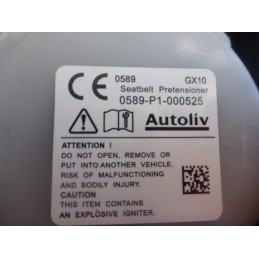 CE 0589 GX10
Seatbelt Pretensioner
0589-P1-000525
Autoliv
ATTENTION !
DO NOT OPEN, REMOVE OR
PUT INTO ANOTHER VEHICLE.
RISK OF MALFUNCTIONING
AND BODILY INJURY.
CAUTION
THIS ITEM CONTAINS
AN EXPLOSIVE IGNITER.